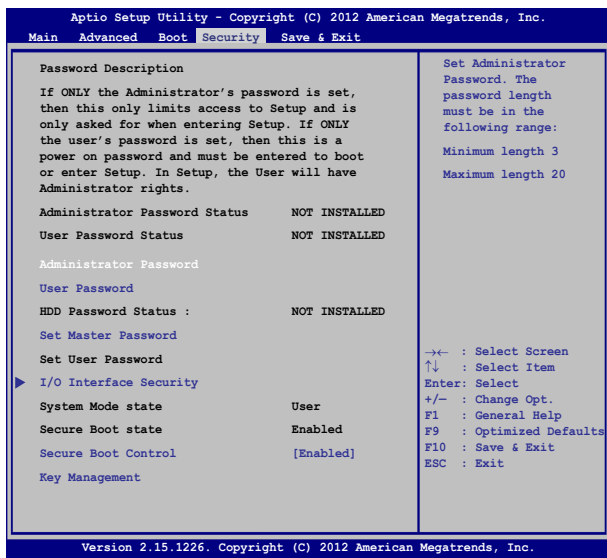 Aptio Setup Utility - Copyright (C) 2012 American Megatrends, Inc.
Main Advanced Boot Security Save & Exit
Password Description
If ONLY the Administrator's password is set,
then this only limits access to Setup and is
only asked for when entering Setup. If ONLY
the user's password is set, then this is a
power on password and must be entered to boot
or enter Setup. In Setup, the User will have
Administrator rights.
Administrator Password Status NOT INSTALLED
User Password Status NOT INSTALLED
Administrator Password
User Password
HDD Password Status : NOT INSTALLED
Set Master Password
Set User Password
I/O Interface Security
System Mode state User
Secure Boot state Enabled
Secure Boot Control [Enabled]
Key Management
Set Administrator
Password. The
password length
must be in the
following range:
Minimum length 3
Maximum length 20
→← : Select Screen
↑↓ : Select Item
Enter: Select
+/— : Change Opt.
F1 : General Help
F9 : Optimized Defaults
F10 : Save & Exit
ESC : Exit
Version 2.15.1226. Copyright (C) 2012 American Megatrends, Inc.